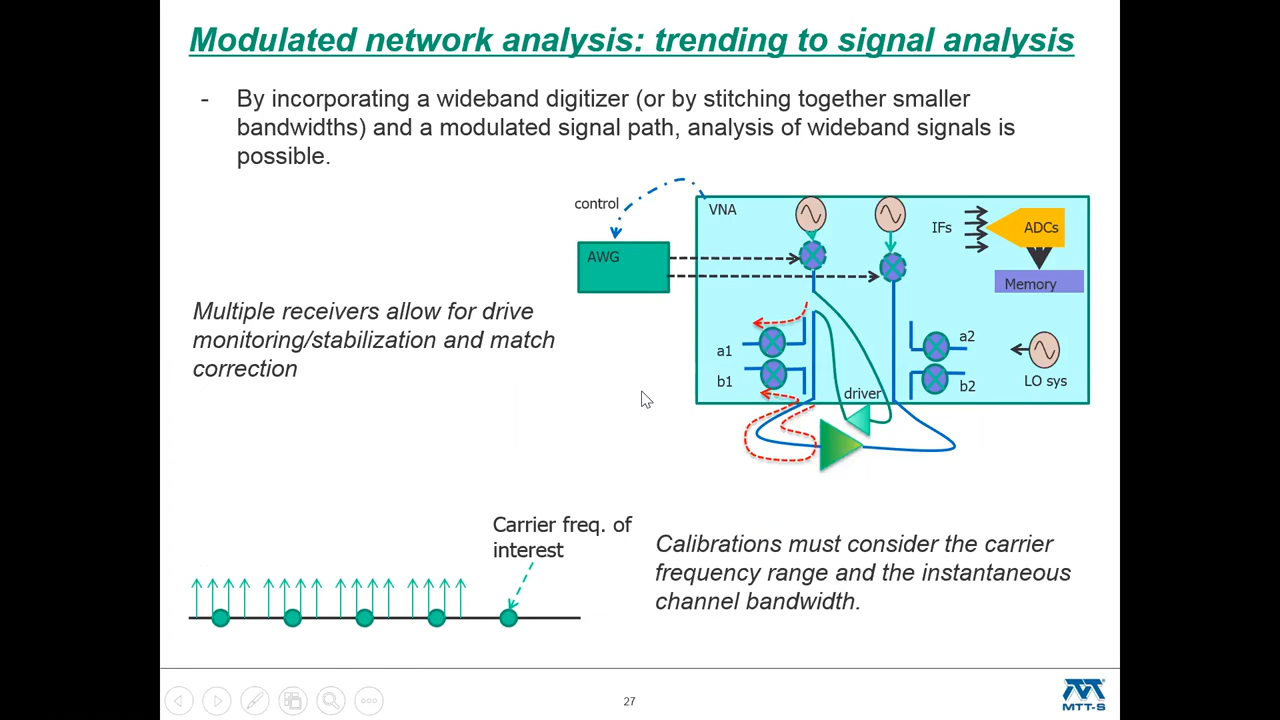 Modulated network analysis: trending to signal analysis
- By incorporating a wideband digitizer (or by stitching together smaller
bandwidths) and a modulated signal path, analysis of wideband signals is
possible.
control
VNA
IFs
ADCs
AWG
Memory
Multiple receivers allow for drive
monitoring/stabilization and match
correction
a1
a2
b1
b2
LO sys
driver
Carrier freq. of
interest
Calibrations must consider the carrier
frequency range and the instantaneous
channel bandwidth.
27
MTT-S